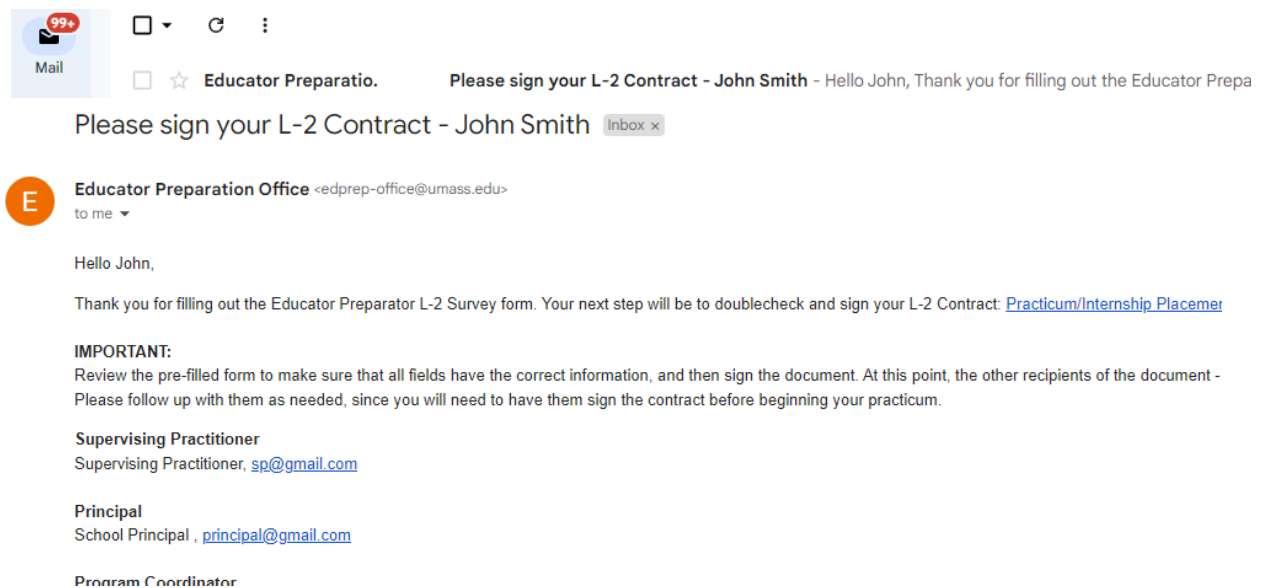 99+
Mail
Educator Preparatio. Please sign your L-2 Contract - John Smith - Hello John, Thank you for filling out the Educator Prepa
Please sign your L-2 Contract - John Smith Inbox x
E
Educator Preparation Office <edprep-office@umass.edu>
to me
Hello John,
Thank you for filling out the Educator Preparator L-2 Survey form. Your next step will be to doublecheck and sign your L-2 Contract: Practicum/Internship Placemer
IMPORTANT:
Review the pre-filled form to make sure that all fields have the correct information, and then sign the document. At this point, the other recipients of the document -
Please follow up with them as needed, since you will need to have them sign the contract before beginning your practicum.
Supervising Practitioner
Supervising Practitioner, sp@gmail.com
Principal
School Principal , principal@gmail.com
Program Coordinator